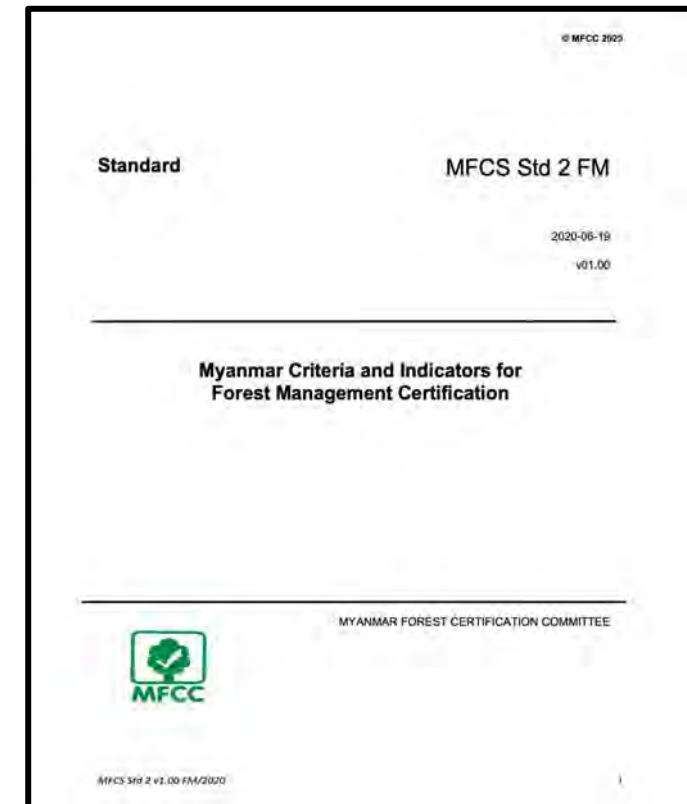 © MFCC 2020
Standard
MFCS Std 2 FM
2020-06-19
v01.00
Myanmar Criteria and Indicators for
Forest Management Certification
MYANMAR FOREST CERTIFICATION COMMITTEE
MFCC
MFCS Std 2 v1.00 FM/2020